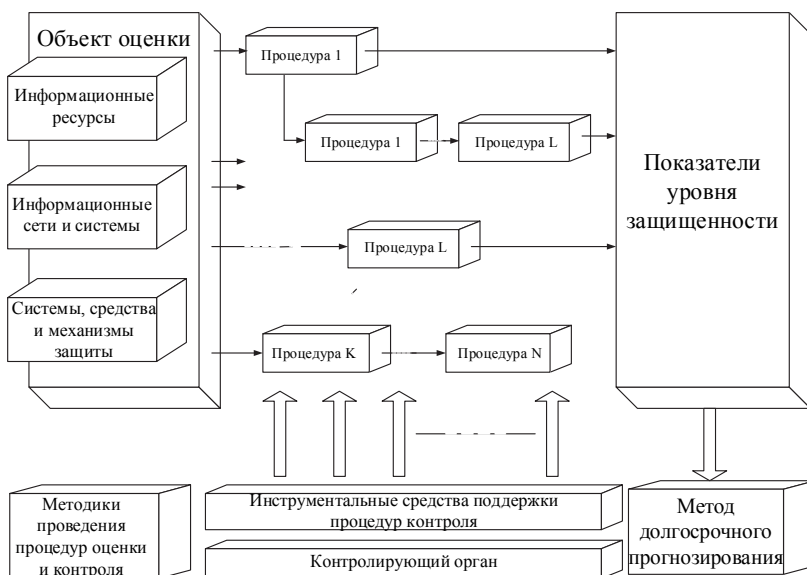 Объект оценки
Информационные
ресурсы
Информационные
сети и системы
Системы, средства
и механизмы
защиты
Процедура 1
Процедура 1
Процедура L
Процедура L
Процедура K
Процедура N
Показатели
уровня
защищенности
Методики
проведения
процедур оценки
и контроля
Инструментальные средства поддержки
процедур контроля
Контролирующий орган
Метод
долгосрочного
прогнозирования